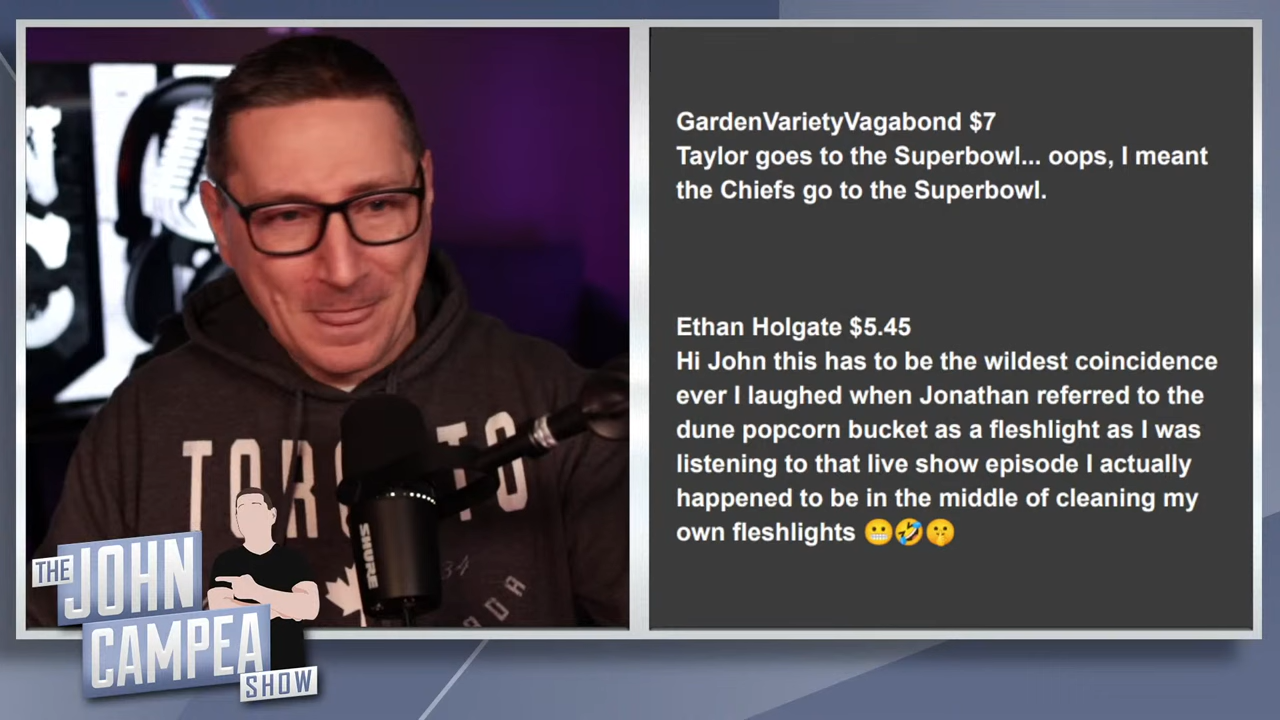 GardenVarietyVagabond $7
Taylor goes to the Superbowl... oops, I meant
the Chiefs go to the Superbowl.
Ethan Holgate $5.45
Hi John this has to be the wildest coincidence
ever I laughed when Jonathan referred to the
dune popcorn bucket as a fleshlight as I was
listening to that live show episode I actually
happened to be in the middle of cleaning my
own fleshlights 😬🤣🤫
TORONTO
SHURE
THE
JOHN
CAMPEA
SHOW